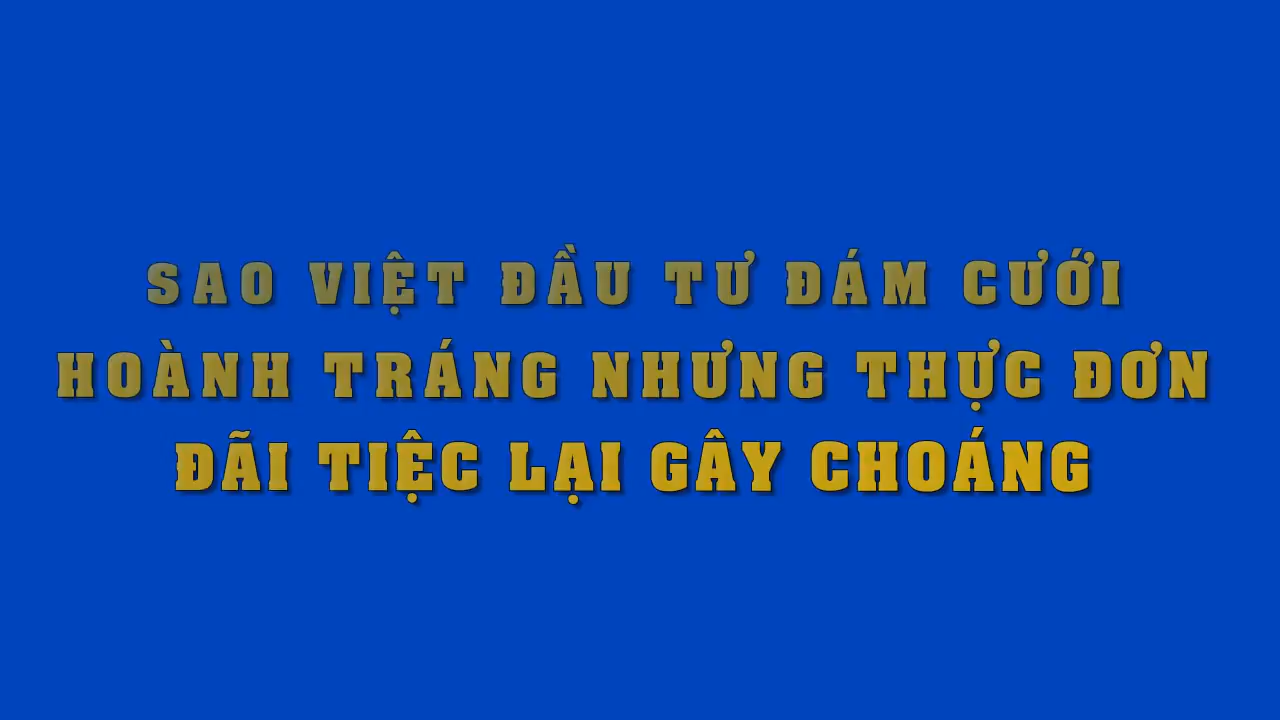 SAO VIỆT ĐẦU TƯ ĐÁM CƯỚI
HOÀNH TRÁNG NHƯNG THỰC ĐƠN
ĐÃI TIỆC LẠI GÂY CHOÁNG